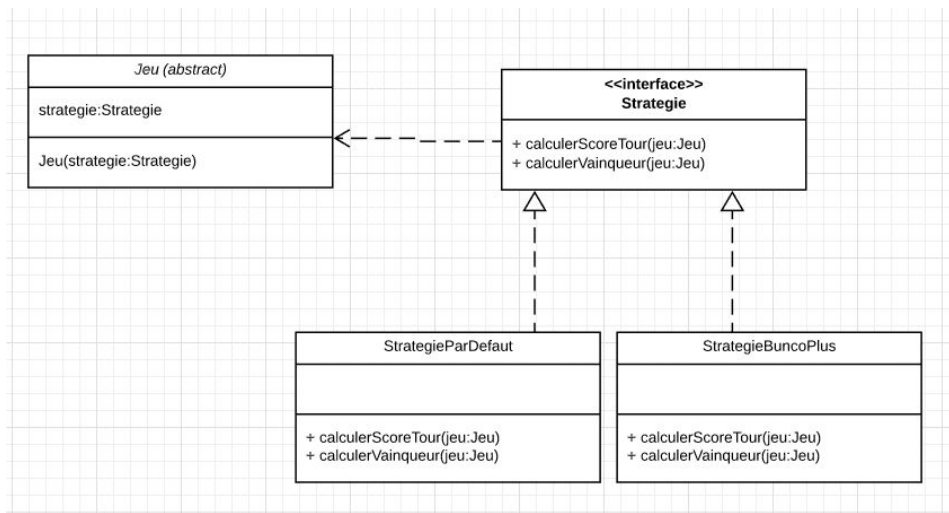 Jeu (abstract)
strategie:Strategie
Jeu(strategie:Strategie)
<<interface>>
Strategie
+ calculerScoreTour(jeu:Jeu)
+ calculerVainqueur(jeu:Jeu)
StrategieParDefaut
+ calculerScoreTour(jeu:Jeu)
+ calculerVainqueur(jeu:Jeu)
StrategieBuncoPlus
+ calculerScoreTour(jeu:Jeu)
+ calculerVainqueur(jeu:Jeu)